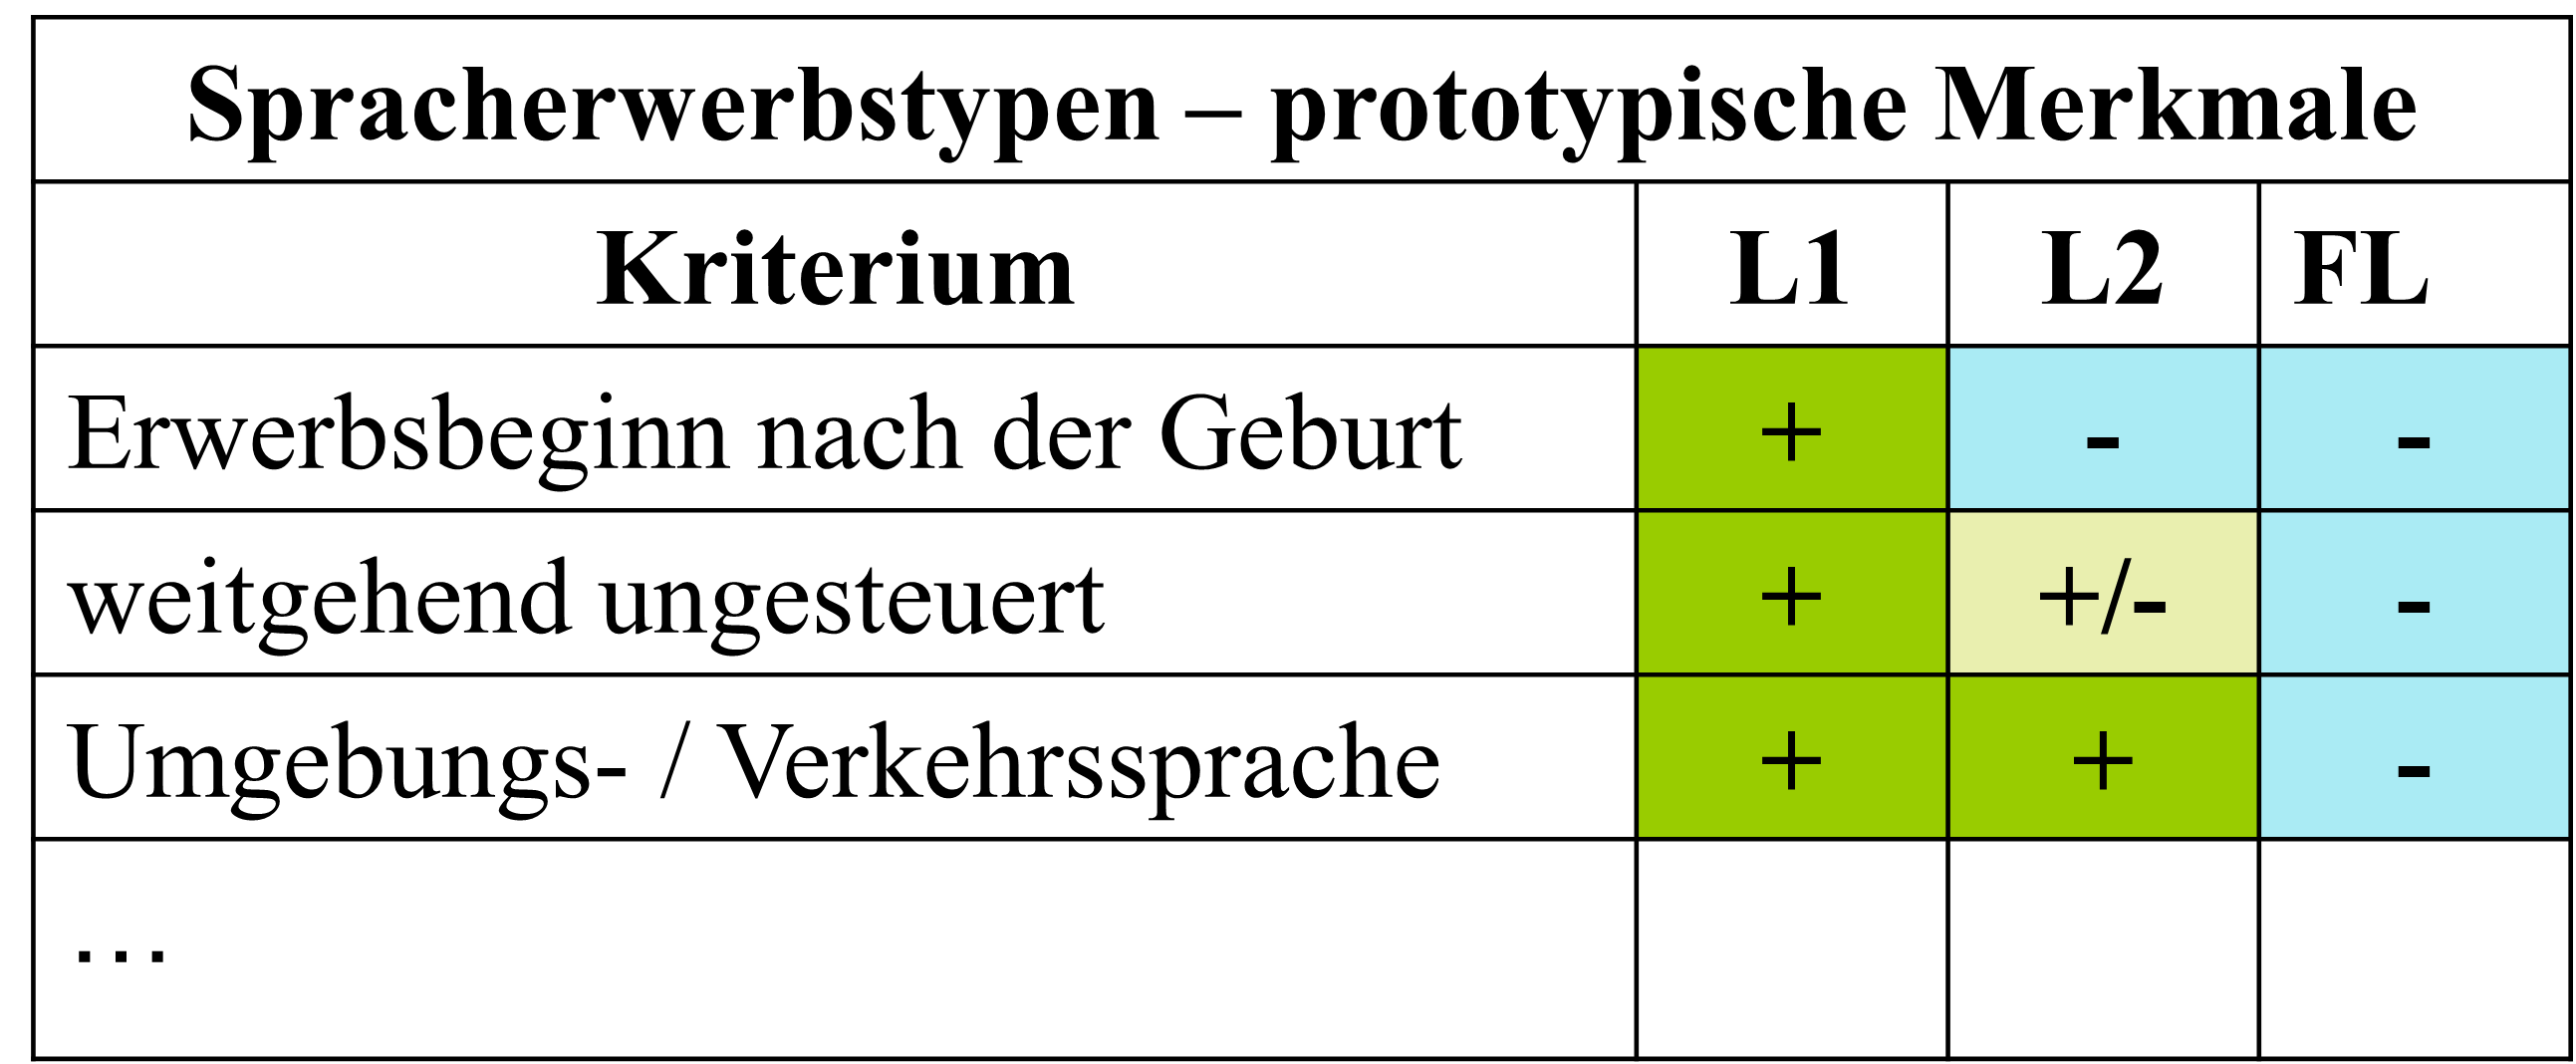 Spracherwerbstypen – prototypische Merkmale
Kriterium L1 L2 FL
Erwerbsbeginn nach der Geburt + - -
weitgehend ungesteuert + +/- -
Umgebungs- / Verkehrssprache + + -
…